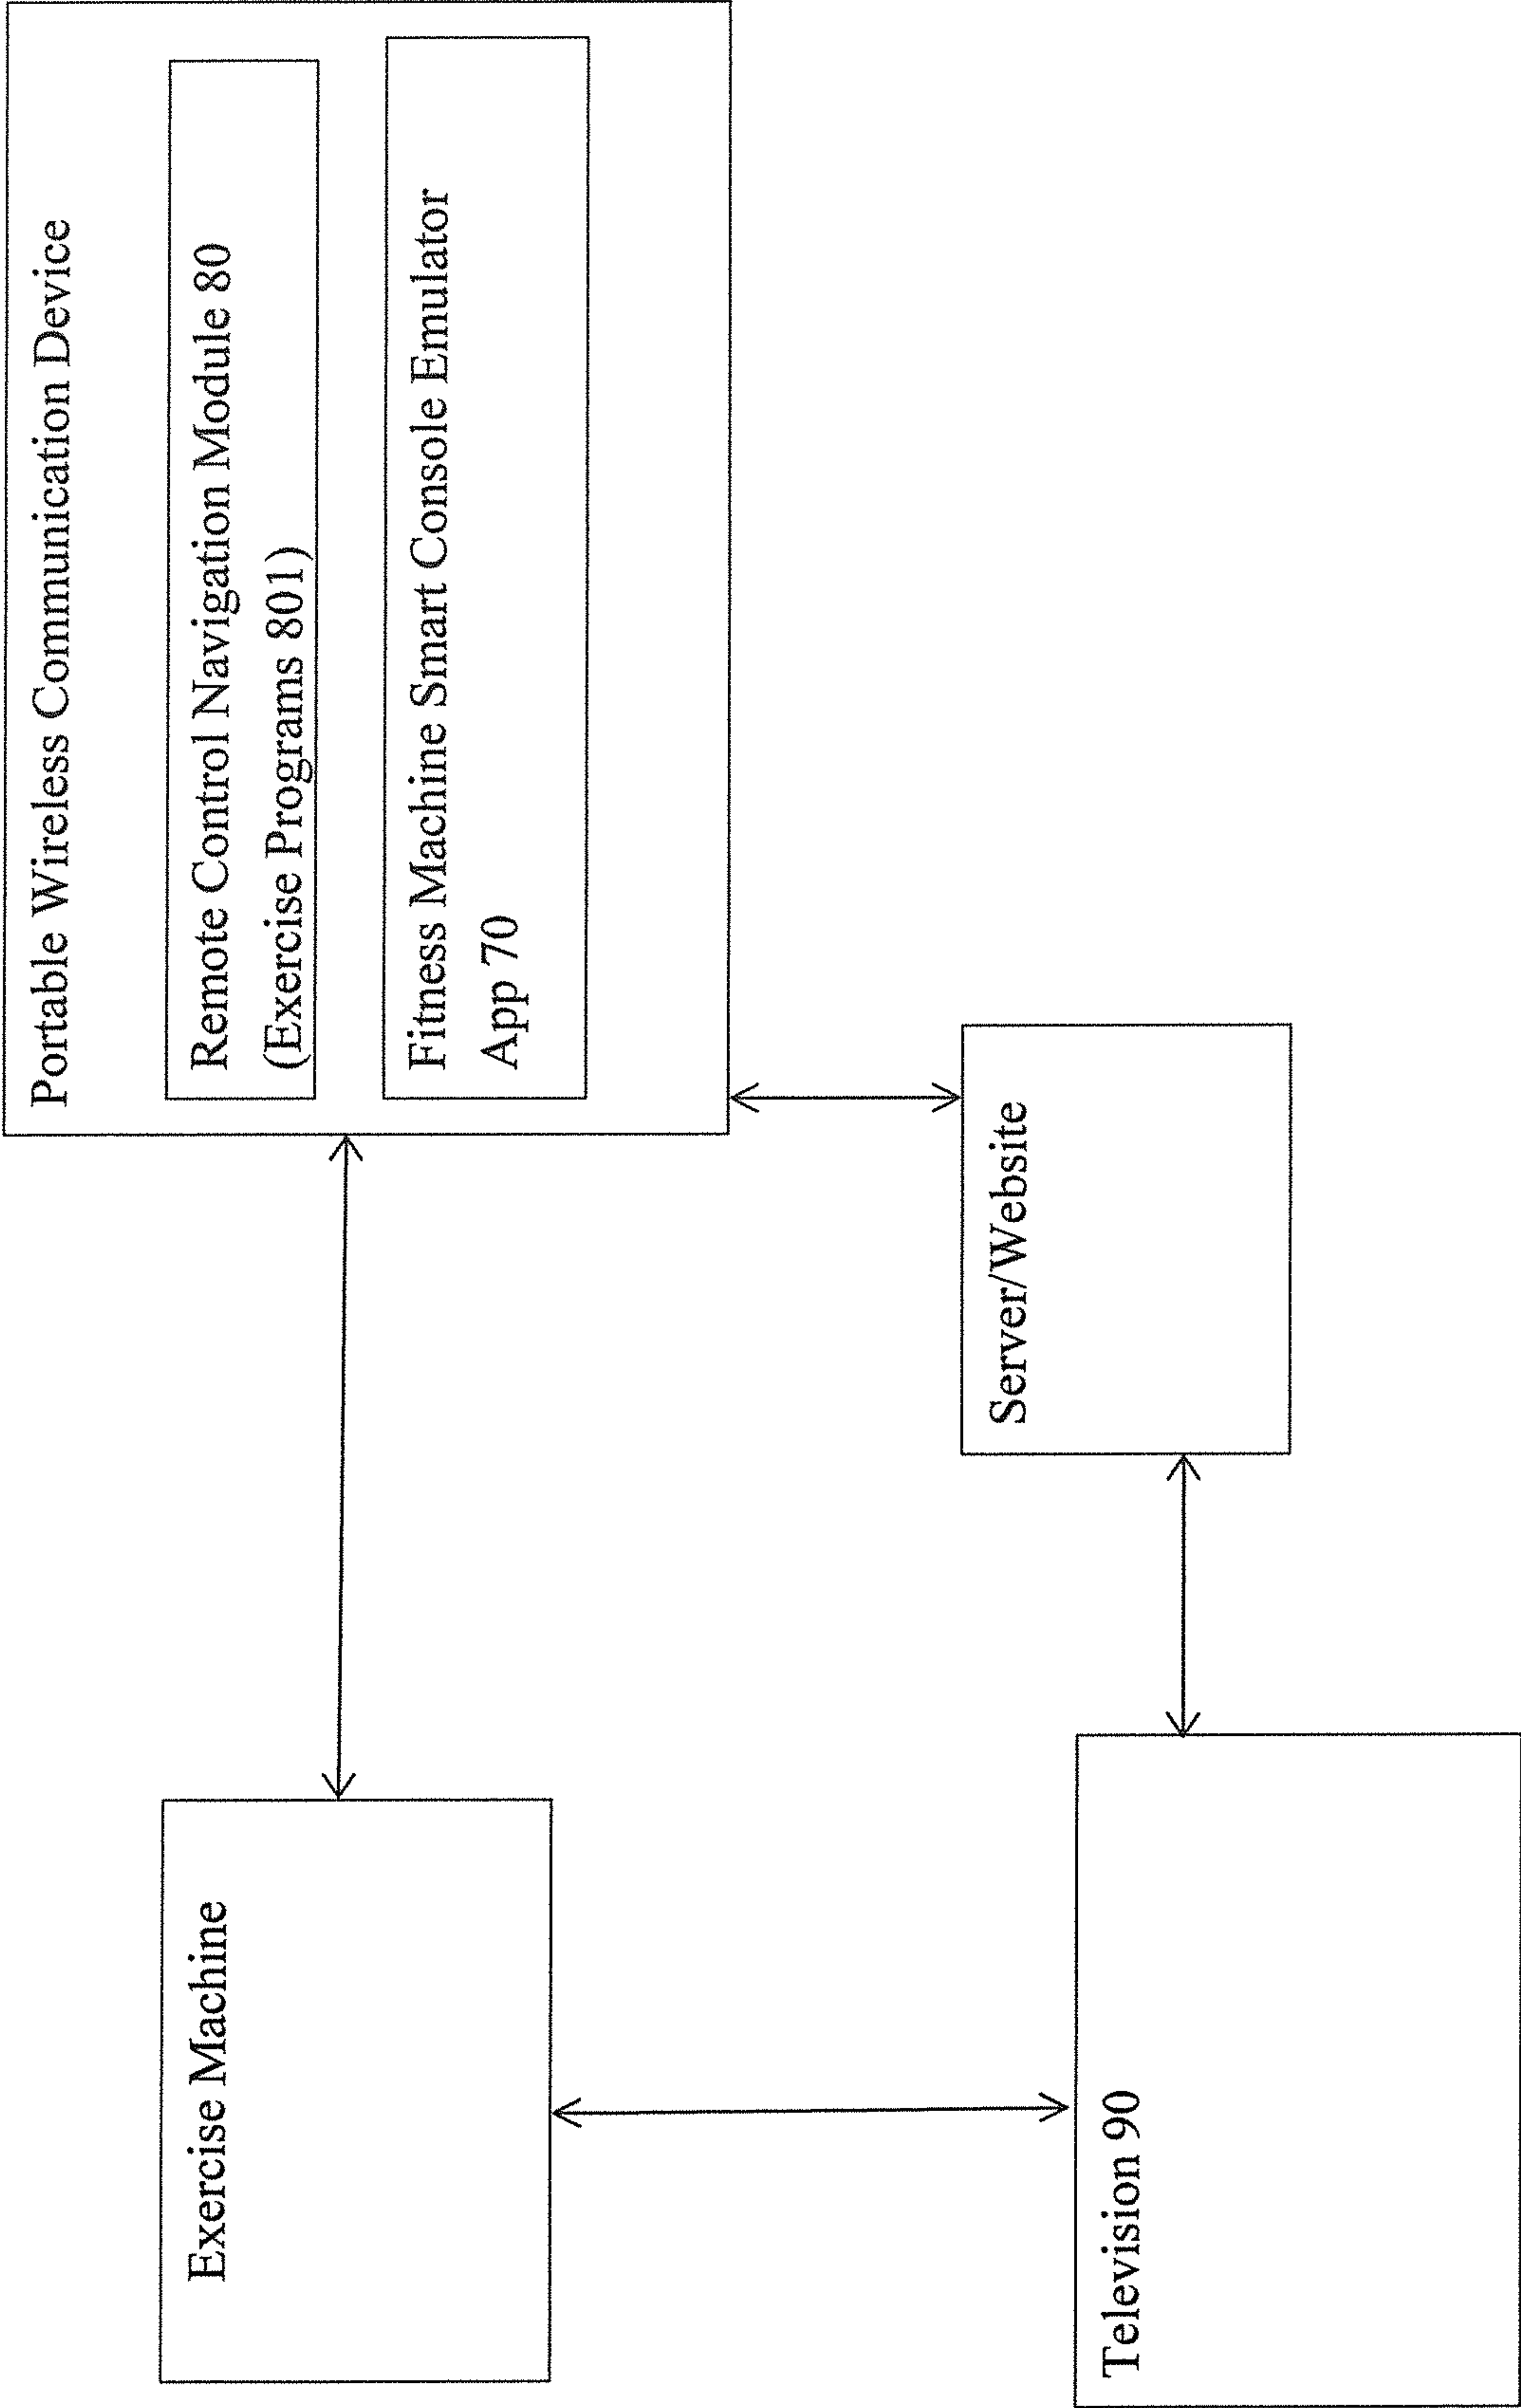 Exercise Machine
Portable Wireless Communication Device
Remote Control Navigation Module 80
(Exercise Programs 801)
Fitness Machine Smart Console Emulator
App 70
Television 90
Server/Website